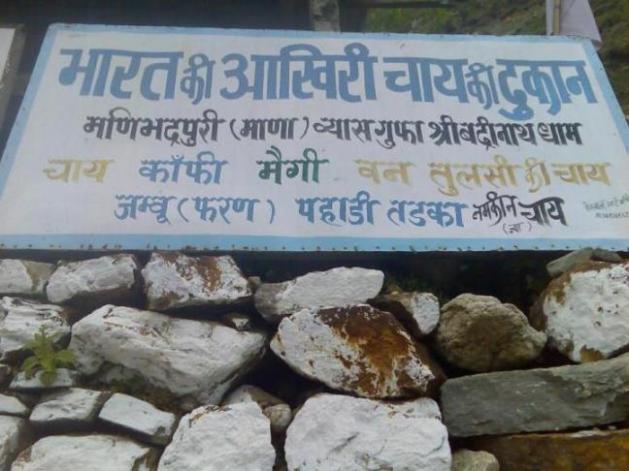 भारत की आखिरी चाय की दुकान
मणिभद्रपुरी (माणा) व्यास गुफा श्री बद्रीनाथ धाम
चाय काँफी मैगी वन तुलसी की चाय
जम्बू (फरण) पहाडी तडका नमकीन चाय
(ज्या)